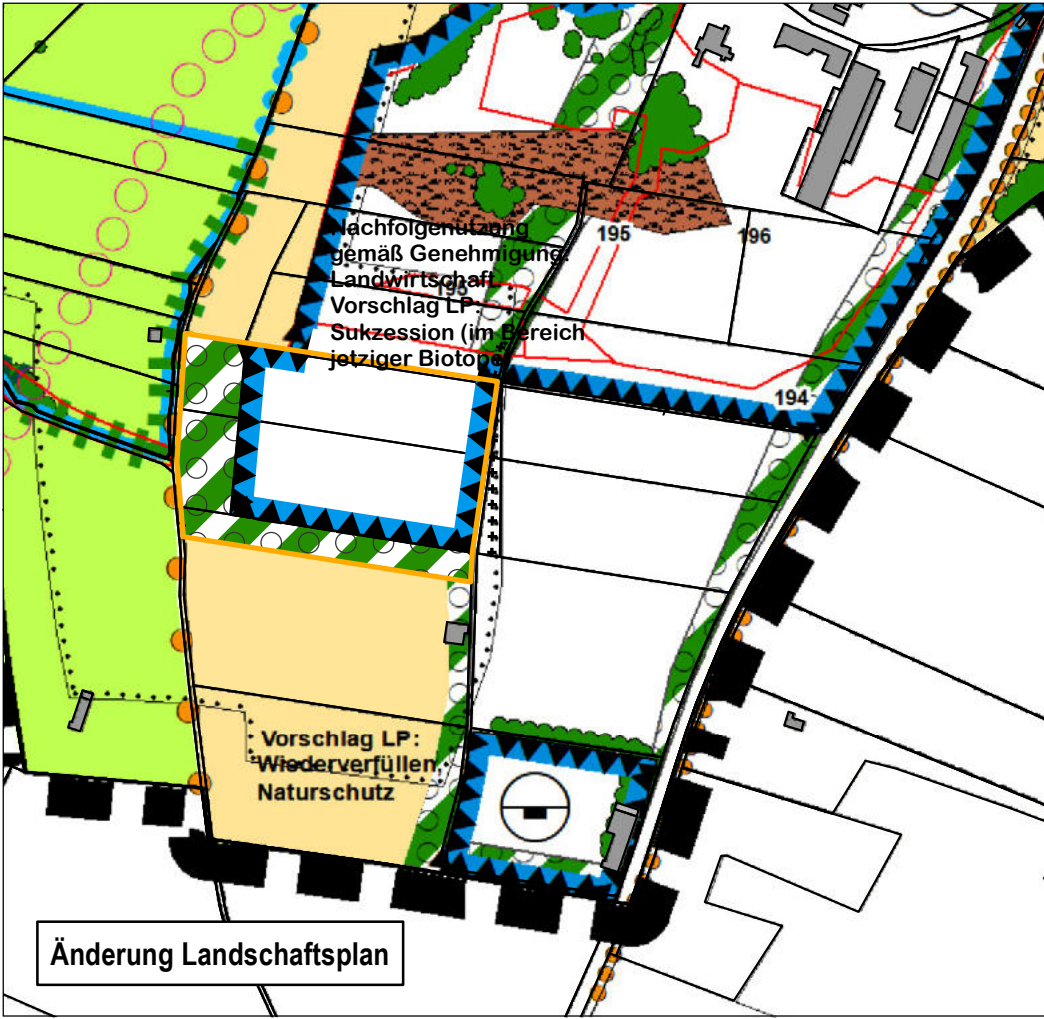 195
196
Nachfolgenutzung
gemäß Genehmigung:
Landwirtschaft
195
Vorschlag LP:
Sukzession (im Bereich
jetziger Biotope
194
Vorschlag LP:
Wiederverfüllen,
Naturschutz
Änderung Landschaftsplan